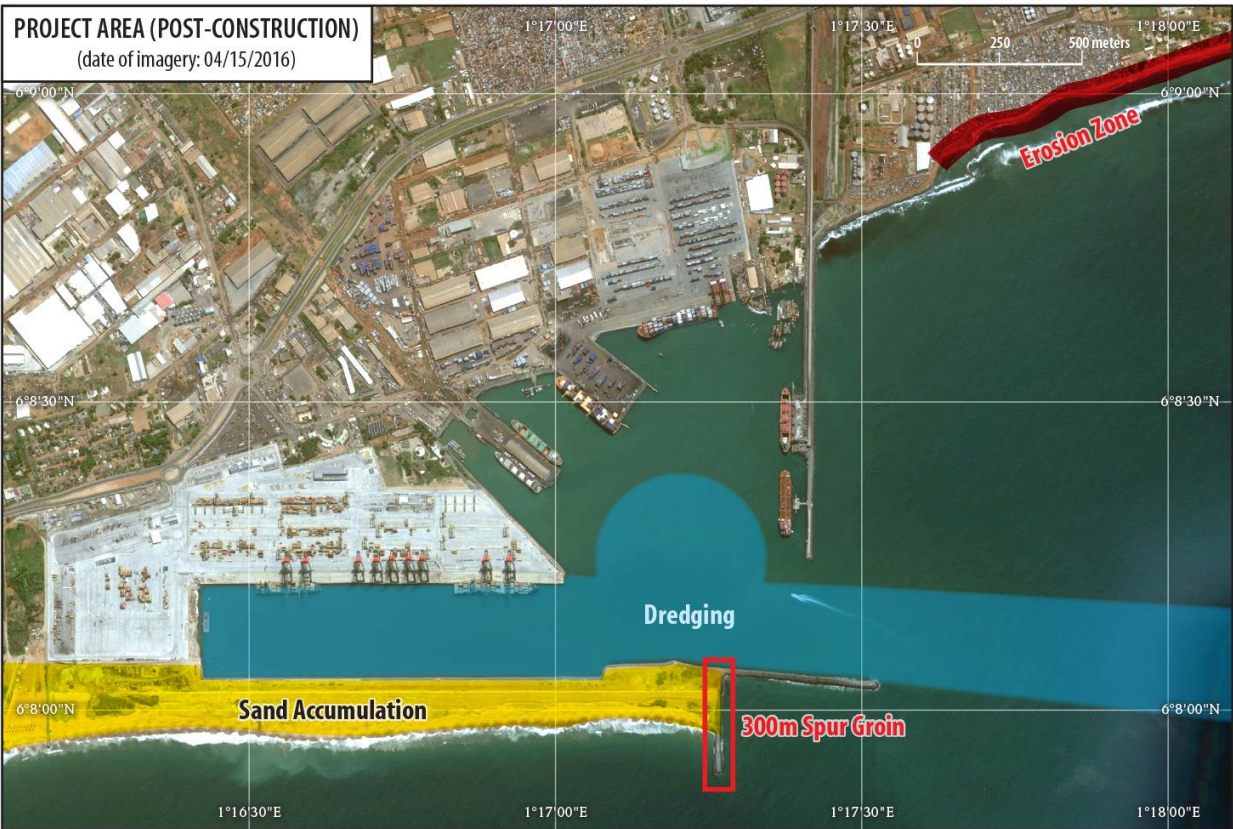 PROJECT AREA (POST-CONSTRUCTION)
(date of imagery: 04/15/2016)
1°17'00"E
1°17'30"E
1°18'00"E
0 250 500 meters
6°9'00"N
6°9'00"N
Erosion Zone
6°8'30"N
6°8'30"N
Dredging
Sand Accumulation
6°8'00"N
6°8'00"N
300m Spur Groin
1°16'30"E
1°17'00"E
1°17'30"E
1°18'00"E